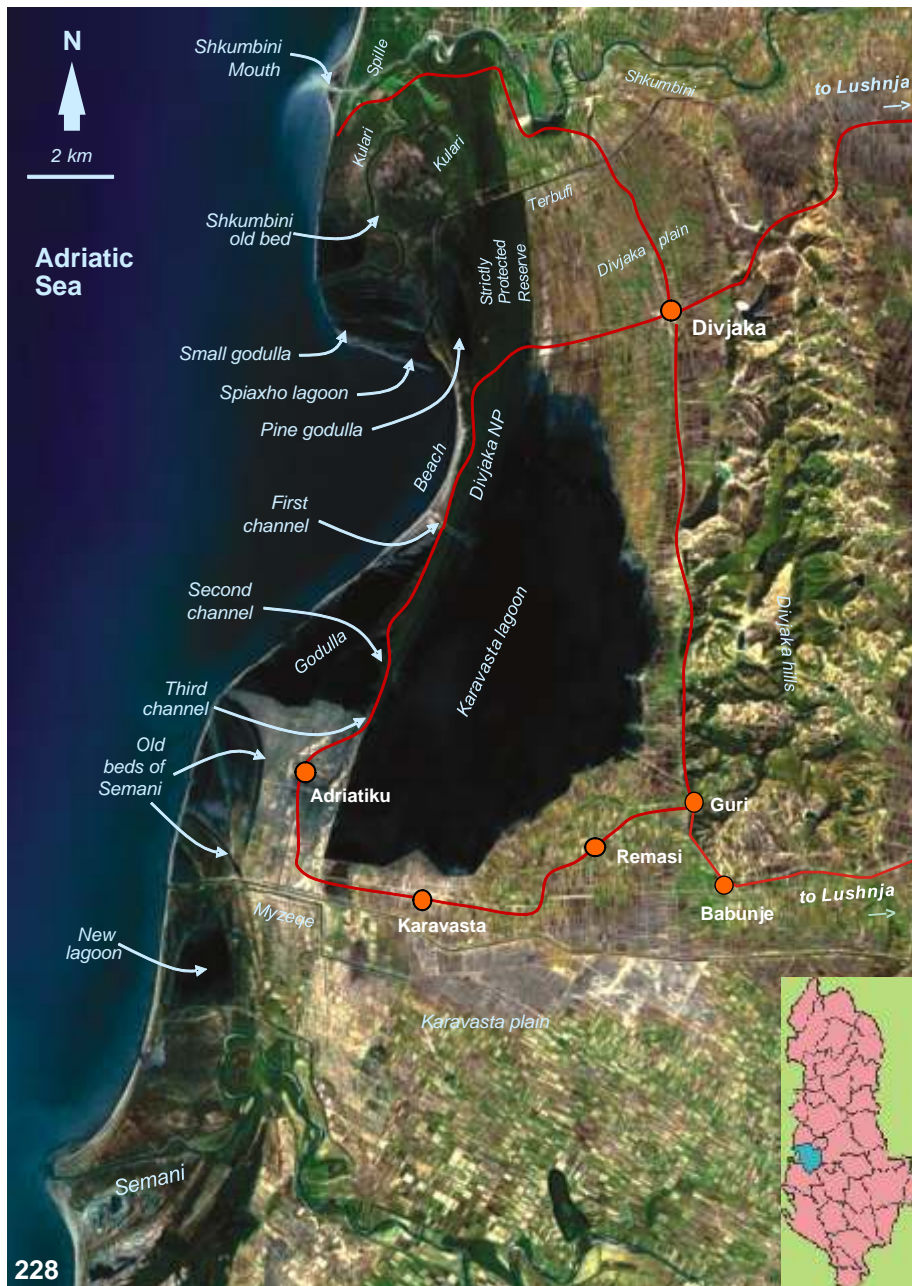 N
2 km
Adriatic
Sea
Shkumbini
Mouth
Spille
Shkumbini
to Lushnja
Kulari
Kulari
Terbufi
Shkumbini
old bed
Strictly
Protected
Reserve
Divjaka plain
Divjaka
Small godulla
Spiaxho lagoon
Pine godulla
Beach
Divjaka NP
First
channel
Second
channel
Godulla
Karavasta lagoon
Divjaka hills
Third
channel
Old
beds of
Semani
Adriatiku
Guri
Remasi
Babunje
to Lushnja
Karavasta
Myzeqe
New
lagoon
Karavasta plain
Semani
228